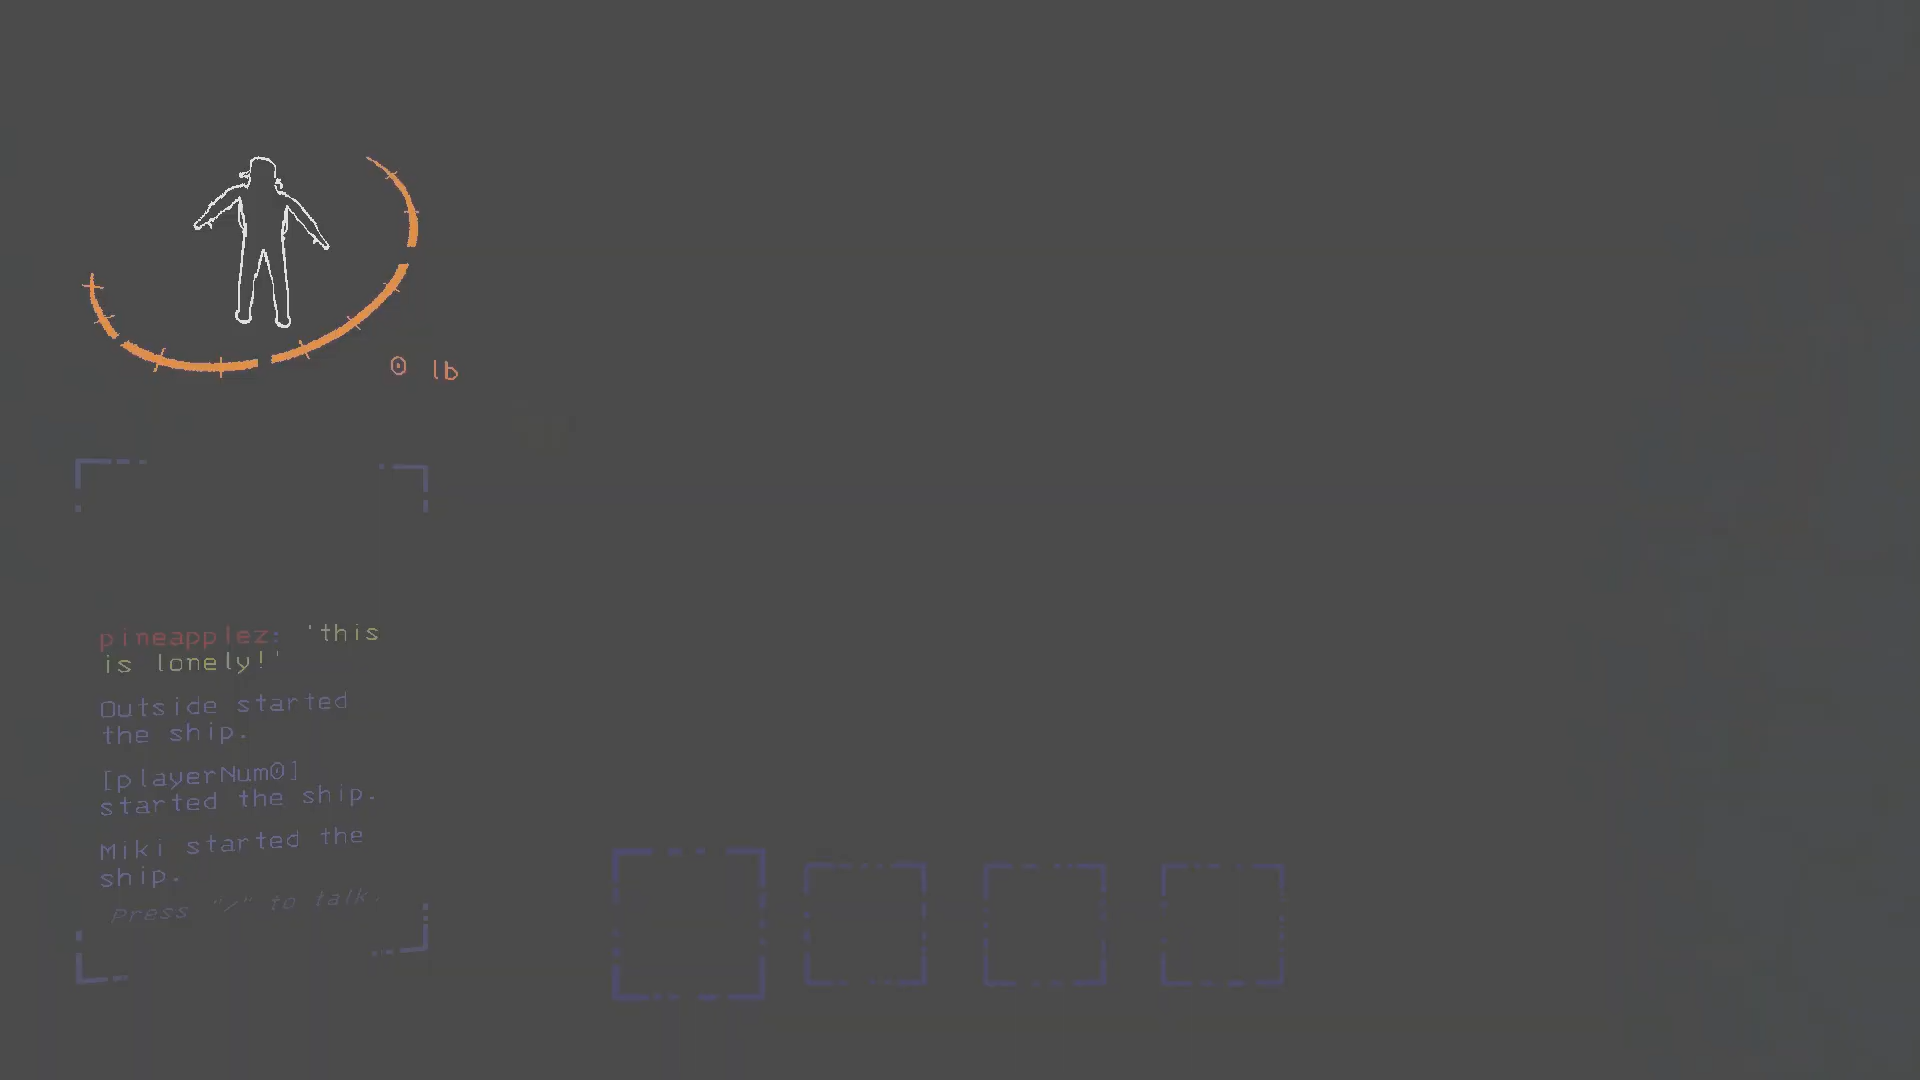 0 lb
pineapplez: 'this
is lonely!'
Outside started
the ship.
[playerNum0]
started the ship.
Miki started the
ship.
Press "/" to talk.